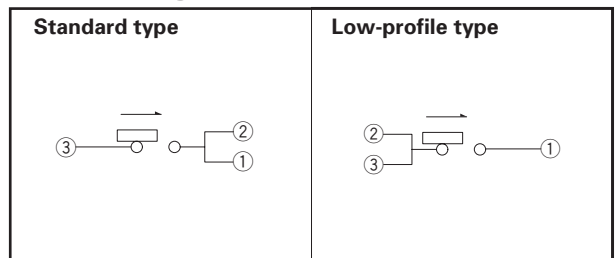 Standard type
Low-profile type
③ ② ①
② ③ ①